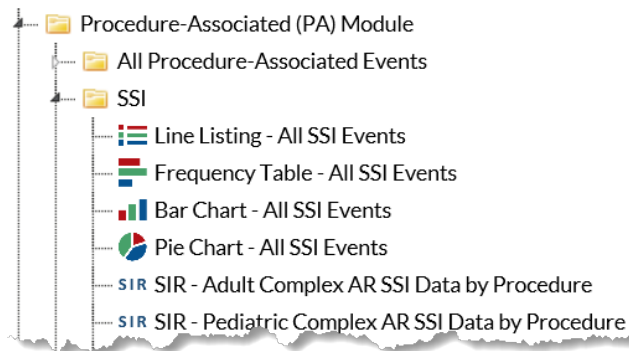 Procedure-Associated (PA) Module
All Procedure-Associated Events
SSI
Line Listing - All SSI Events
Frequency Table - All SSI Events
Bar Chart - All SSI Events
Pie Chart - All SSI Events
SIR SIR - Adult Complex AR SSI Data by Procedure
SIR SIR - Pediatric Complex AR SSI Data by Procedure